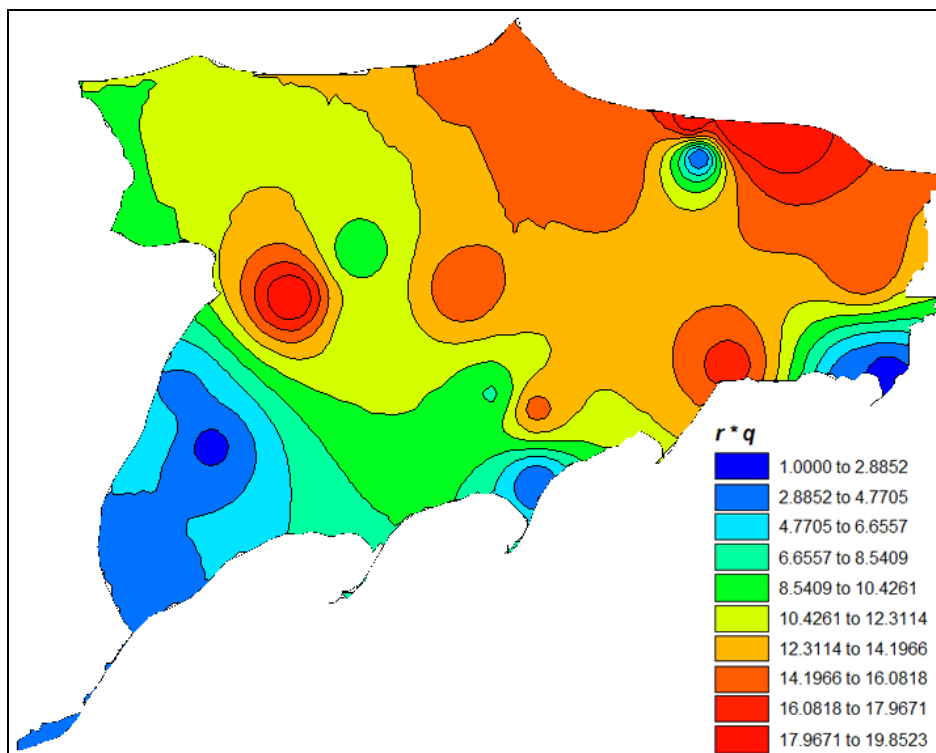 r * q
1.0000 to 2.8852
2.8852 to 4.7705
4.7705 to 6.6557
6.6557 to 8.5409
8.5409 to 10.4261
10.4261 to 12.3114
12.3114 to 14.1966
14.1966 to 16.0818
16.0818 to 17.9671
17.9671 to 19.8523